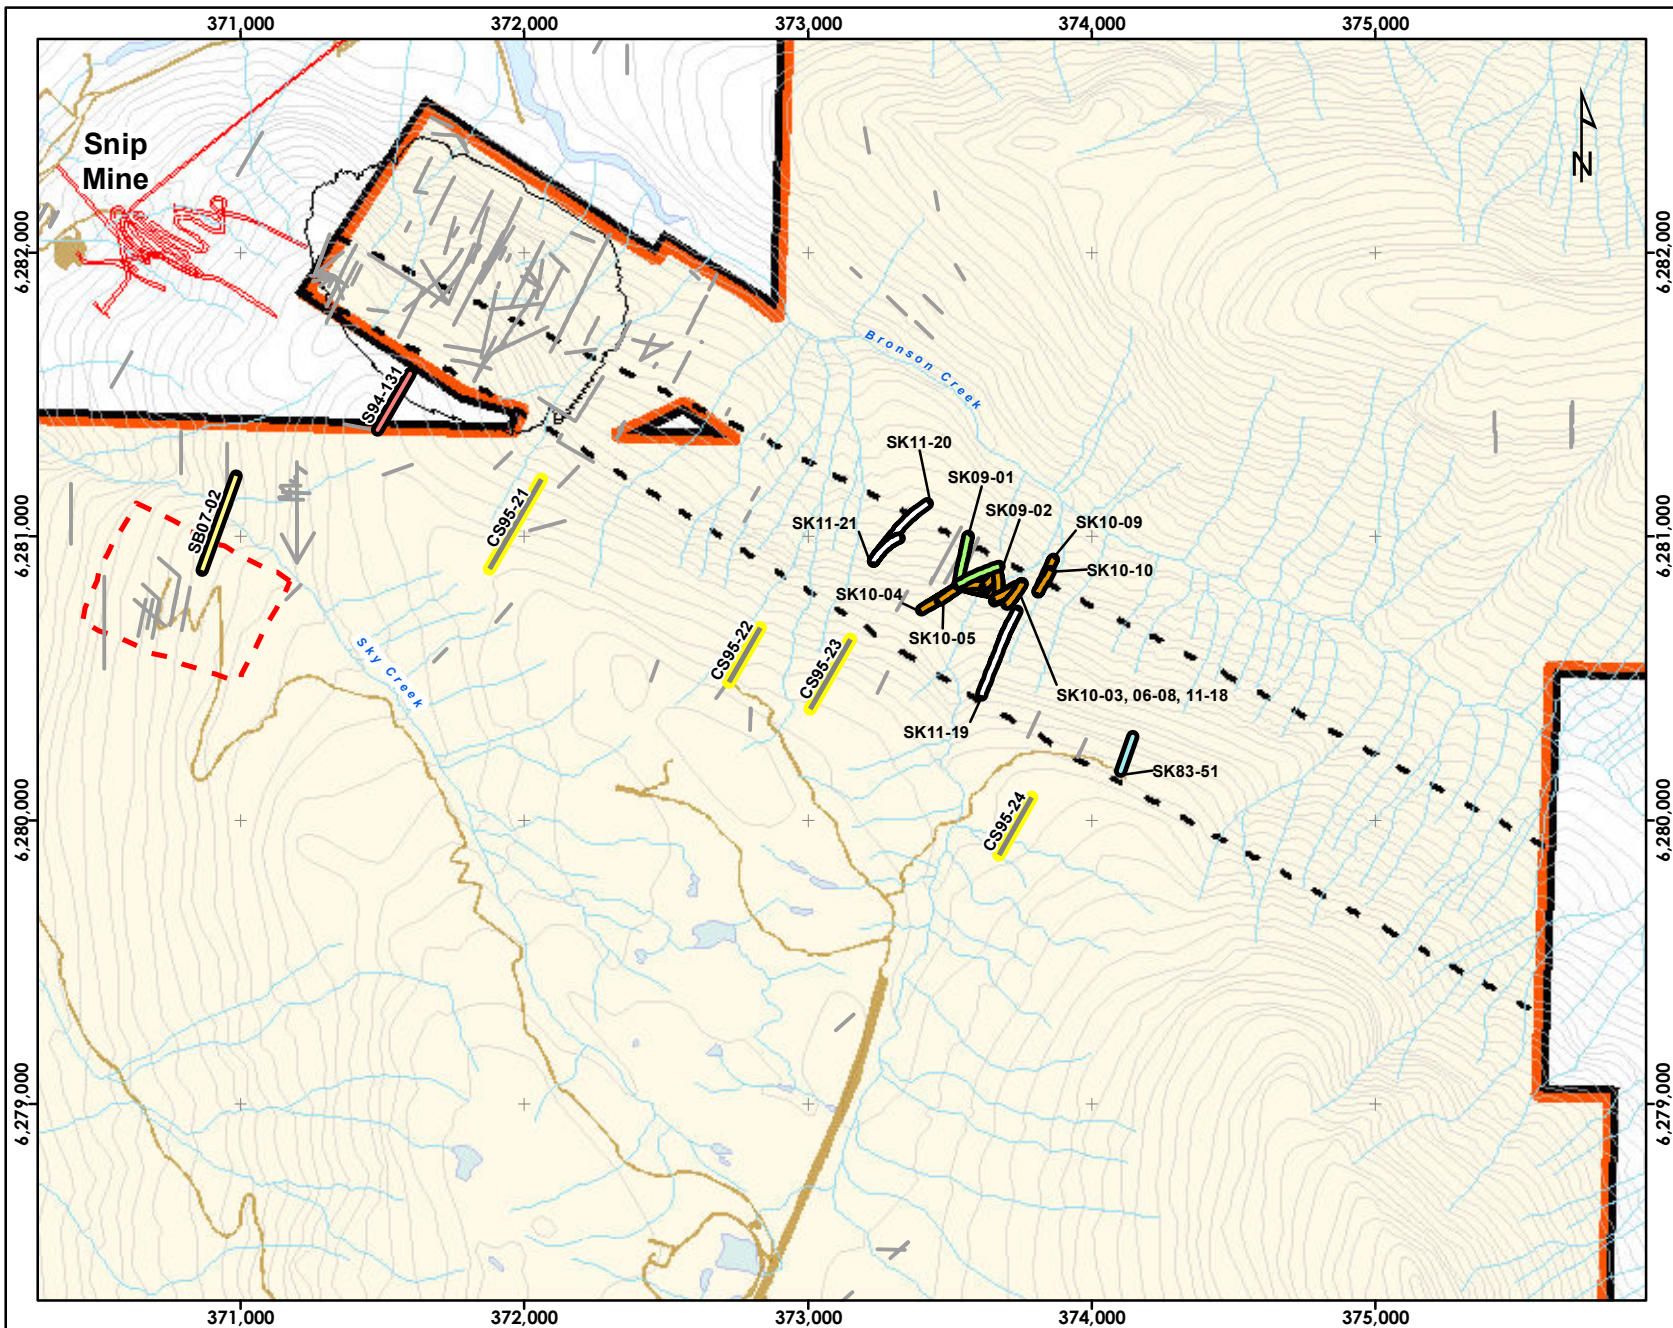 371,000
372,000
373,000
374,000
375,000
Snip
Mine
N
6,282,000
6,282,000
Bronson Creek
S94-131
SK11-20
SK09-01
SK09-02
SB07-02
CS95-21
SK11-21
SK10-09
6,281,000
6,281,000
SK10-10
SK10-04
SK10-05
Sky Creek
CS95-22
CS95-23
SK10-03, 06-08, 11-18
SK11-19
SK83-51
6,280,000
6,280,000
CS95-24
6,279,000
6,279,000
371,000
372,000
373,000
374,000
375,000